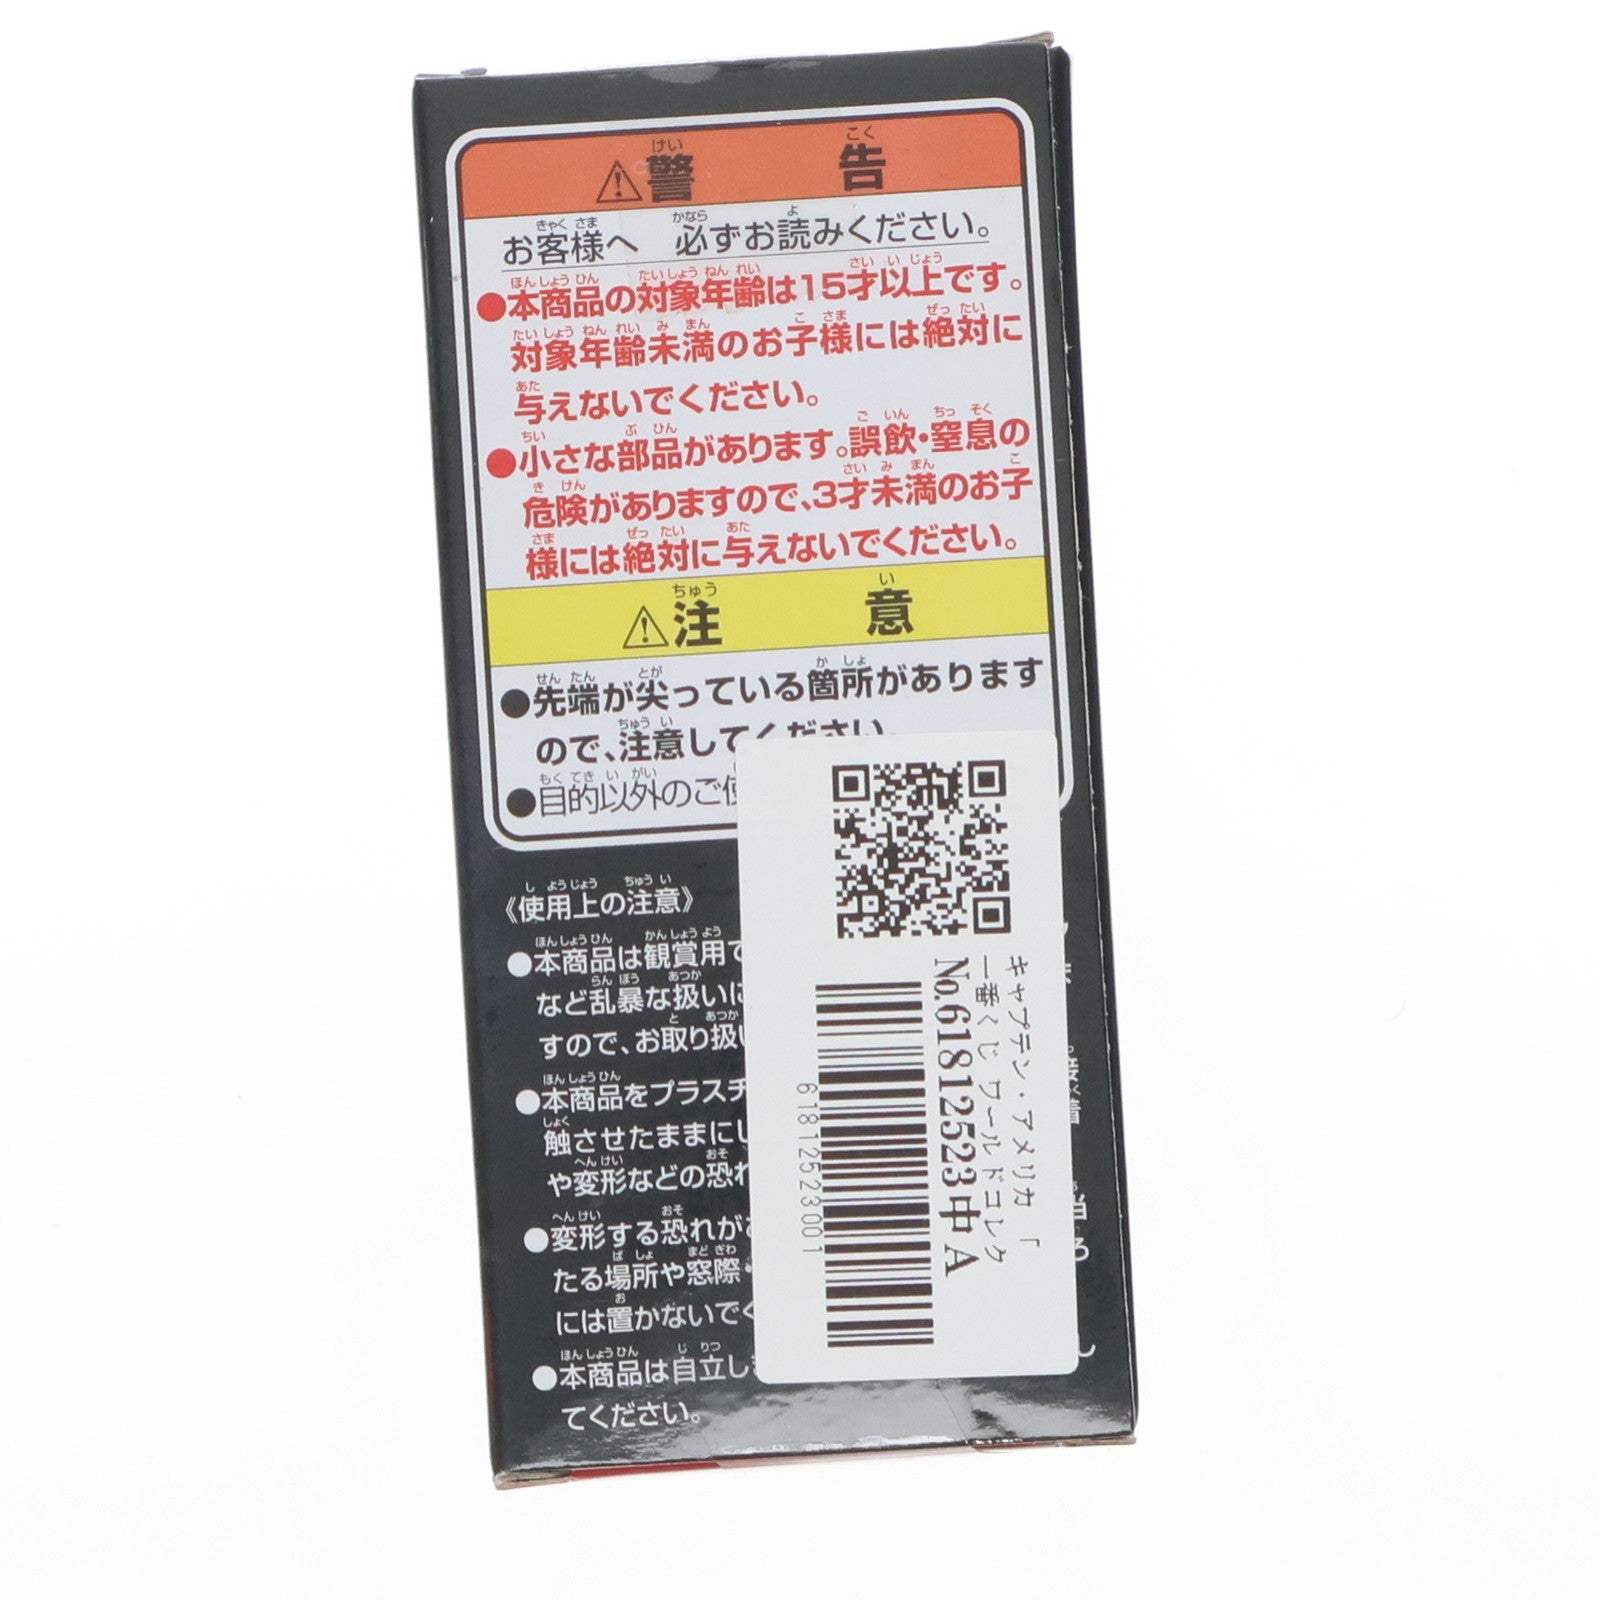 ⚠警告
お客様へ 必ずお読みください。
●本商品の対象年齢は15才以上です。
対象年齢未満のお子様には絶対に
与えないでください。
●小さな部品があります。誤飲・窒息の
危険がありますので、3才未満のお子
様には絶対に与えないでください。
⚠注意
●先端が尖っている箇所があります
ので、注意してください。
●目的以外のご使
《使用上の注意》
●本商品は観賞用で
など乱暴な扱いに
すので、お取り扱い
●本商品をプラスチ
触させたままにし
や変形などの恐れ
●変形する恐れがあ
たる場所や窓際・
には置かないでく
●本商品は自立し
てください。
キャプテン・アメリカ 「
一番くじ ワールドコレク
No.618125523中A
618125523001